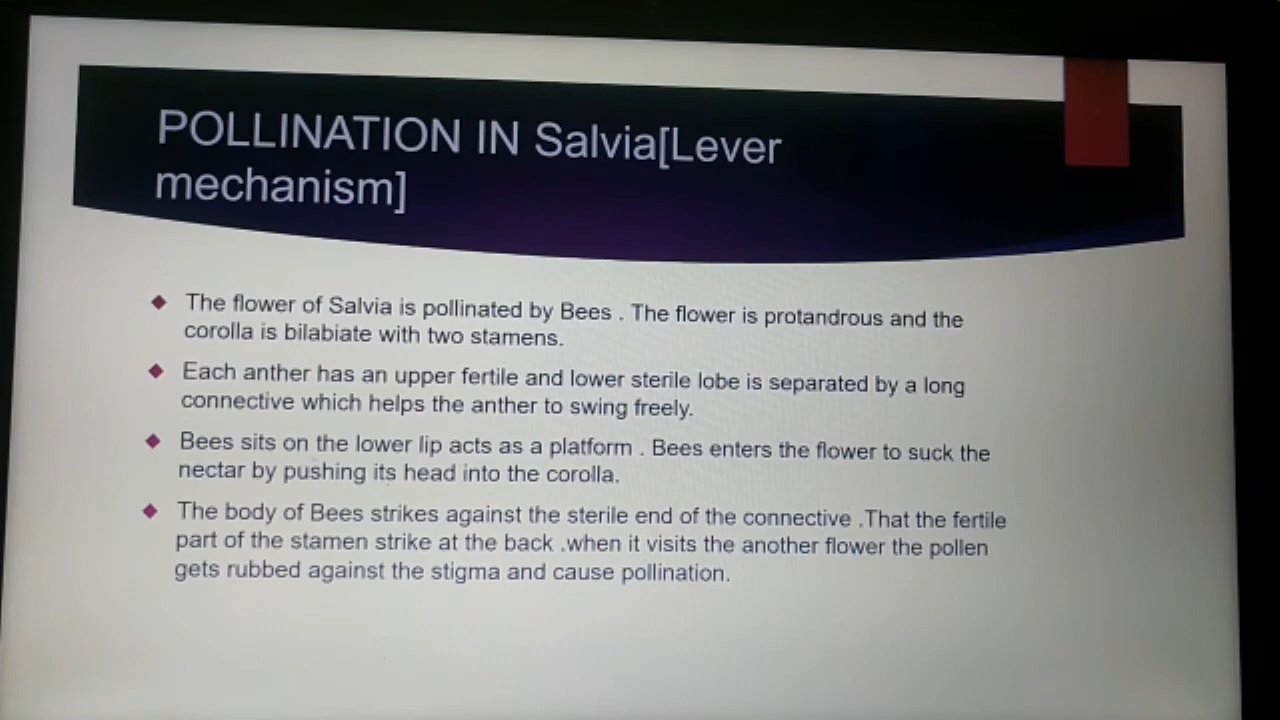 POLLINATION IN Salvia[Lever
mechanism]
The flower of Salvia is pollinated by Bees . The flower is protandrous and the
corolla is bilabiate with two stamens.
Each anther has an upper fertile and lower sterile lobe is separated by a long
connective which helps the anther to swing freely.
Bees sits on the lower lip acts as a platform . Bees enters the flower to suck the
nectar by pushing its head into the corolla.
The body of Bees strikes against the sterile end of the connective .That the fertile
part of the stamen strike at the back .when it visits the another flower the pollen
gets rubbed against the stigma and cause pollination.